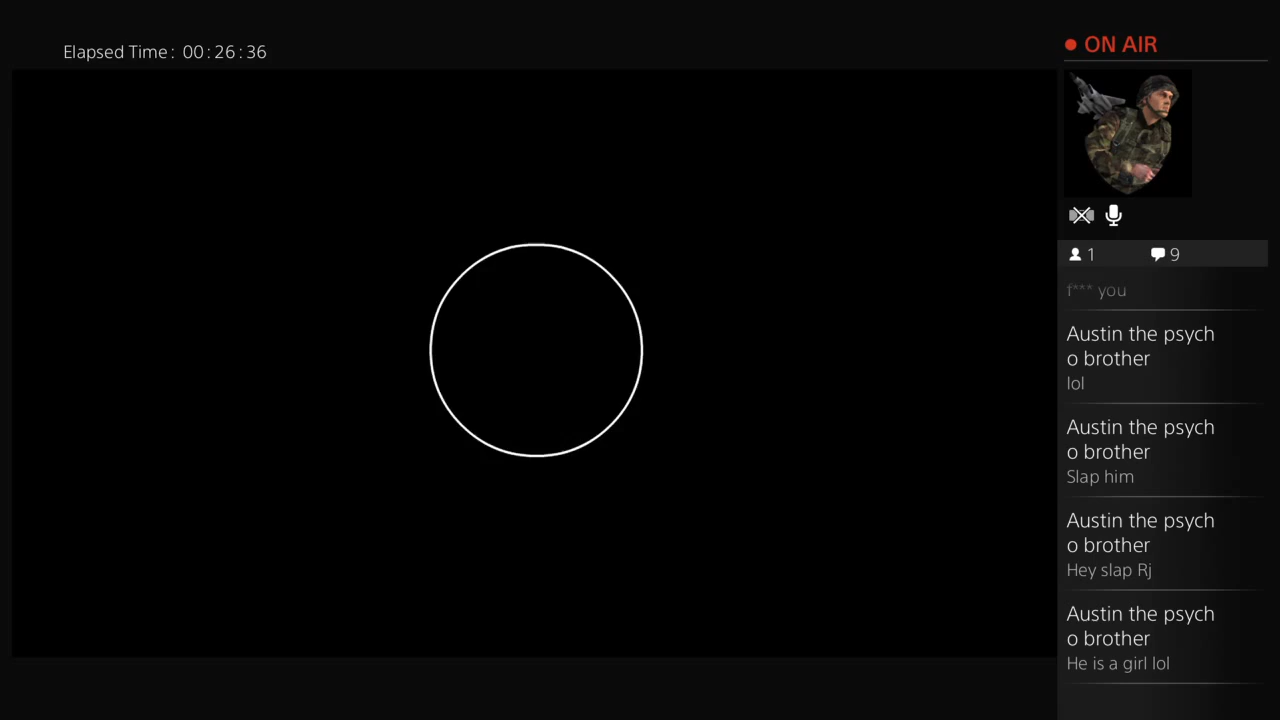 Elapsed Time: 00:26:36
ON AIR
1
9
f*** you
Austin the psych
o brother
lol
Austin the psych
o brother
Slap him
Austin the psych
o brother
Hey slap Rj
Austin the psych
o brother
He is a girl lol